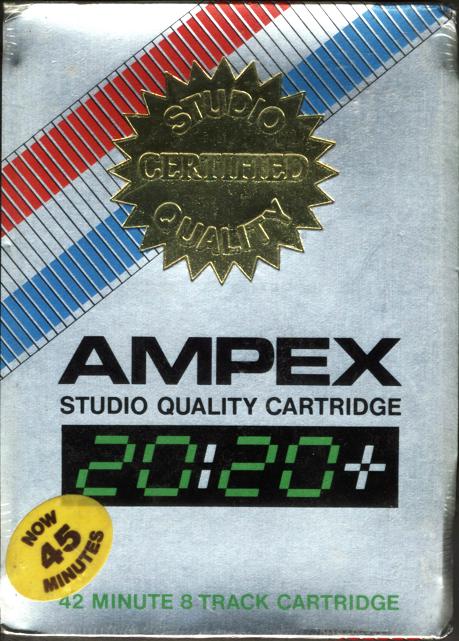 STUDIO
CERTIFIED
QUALITY
AMPEX
STUDIO QUALITY CARTRIDGE
20:20+
NOW
45
MINUTES
42 MINUTE 8 TRACK CARTRIDGE